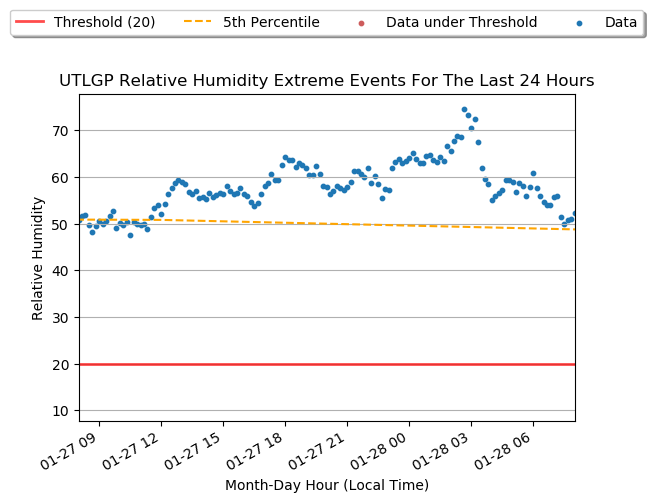 Threshold (20) 5th Percentile Data under Threshold Data
UTLGP Relative Humidity Extreme Events For The Last 24 Hours
Relative Humidity
70
60
50
40
30
20
10
01-27 09 01-27 12 01-27 15 01-27 18 01-27 21 01-28 00 01-28 03 01-28 06
Month-Day Hour (Local Time)